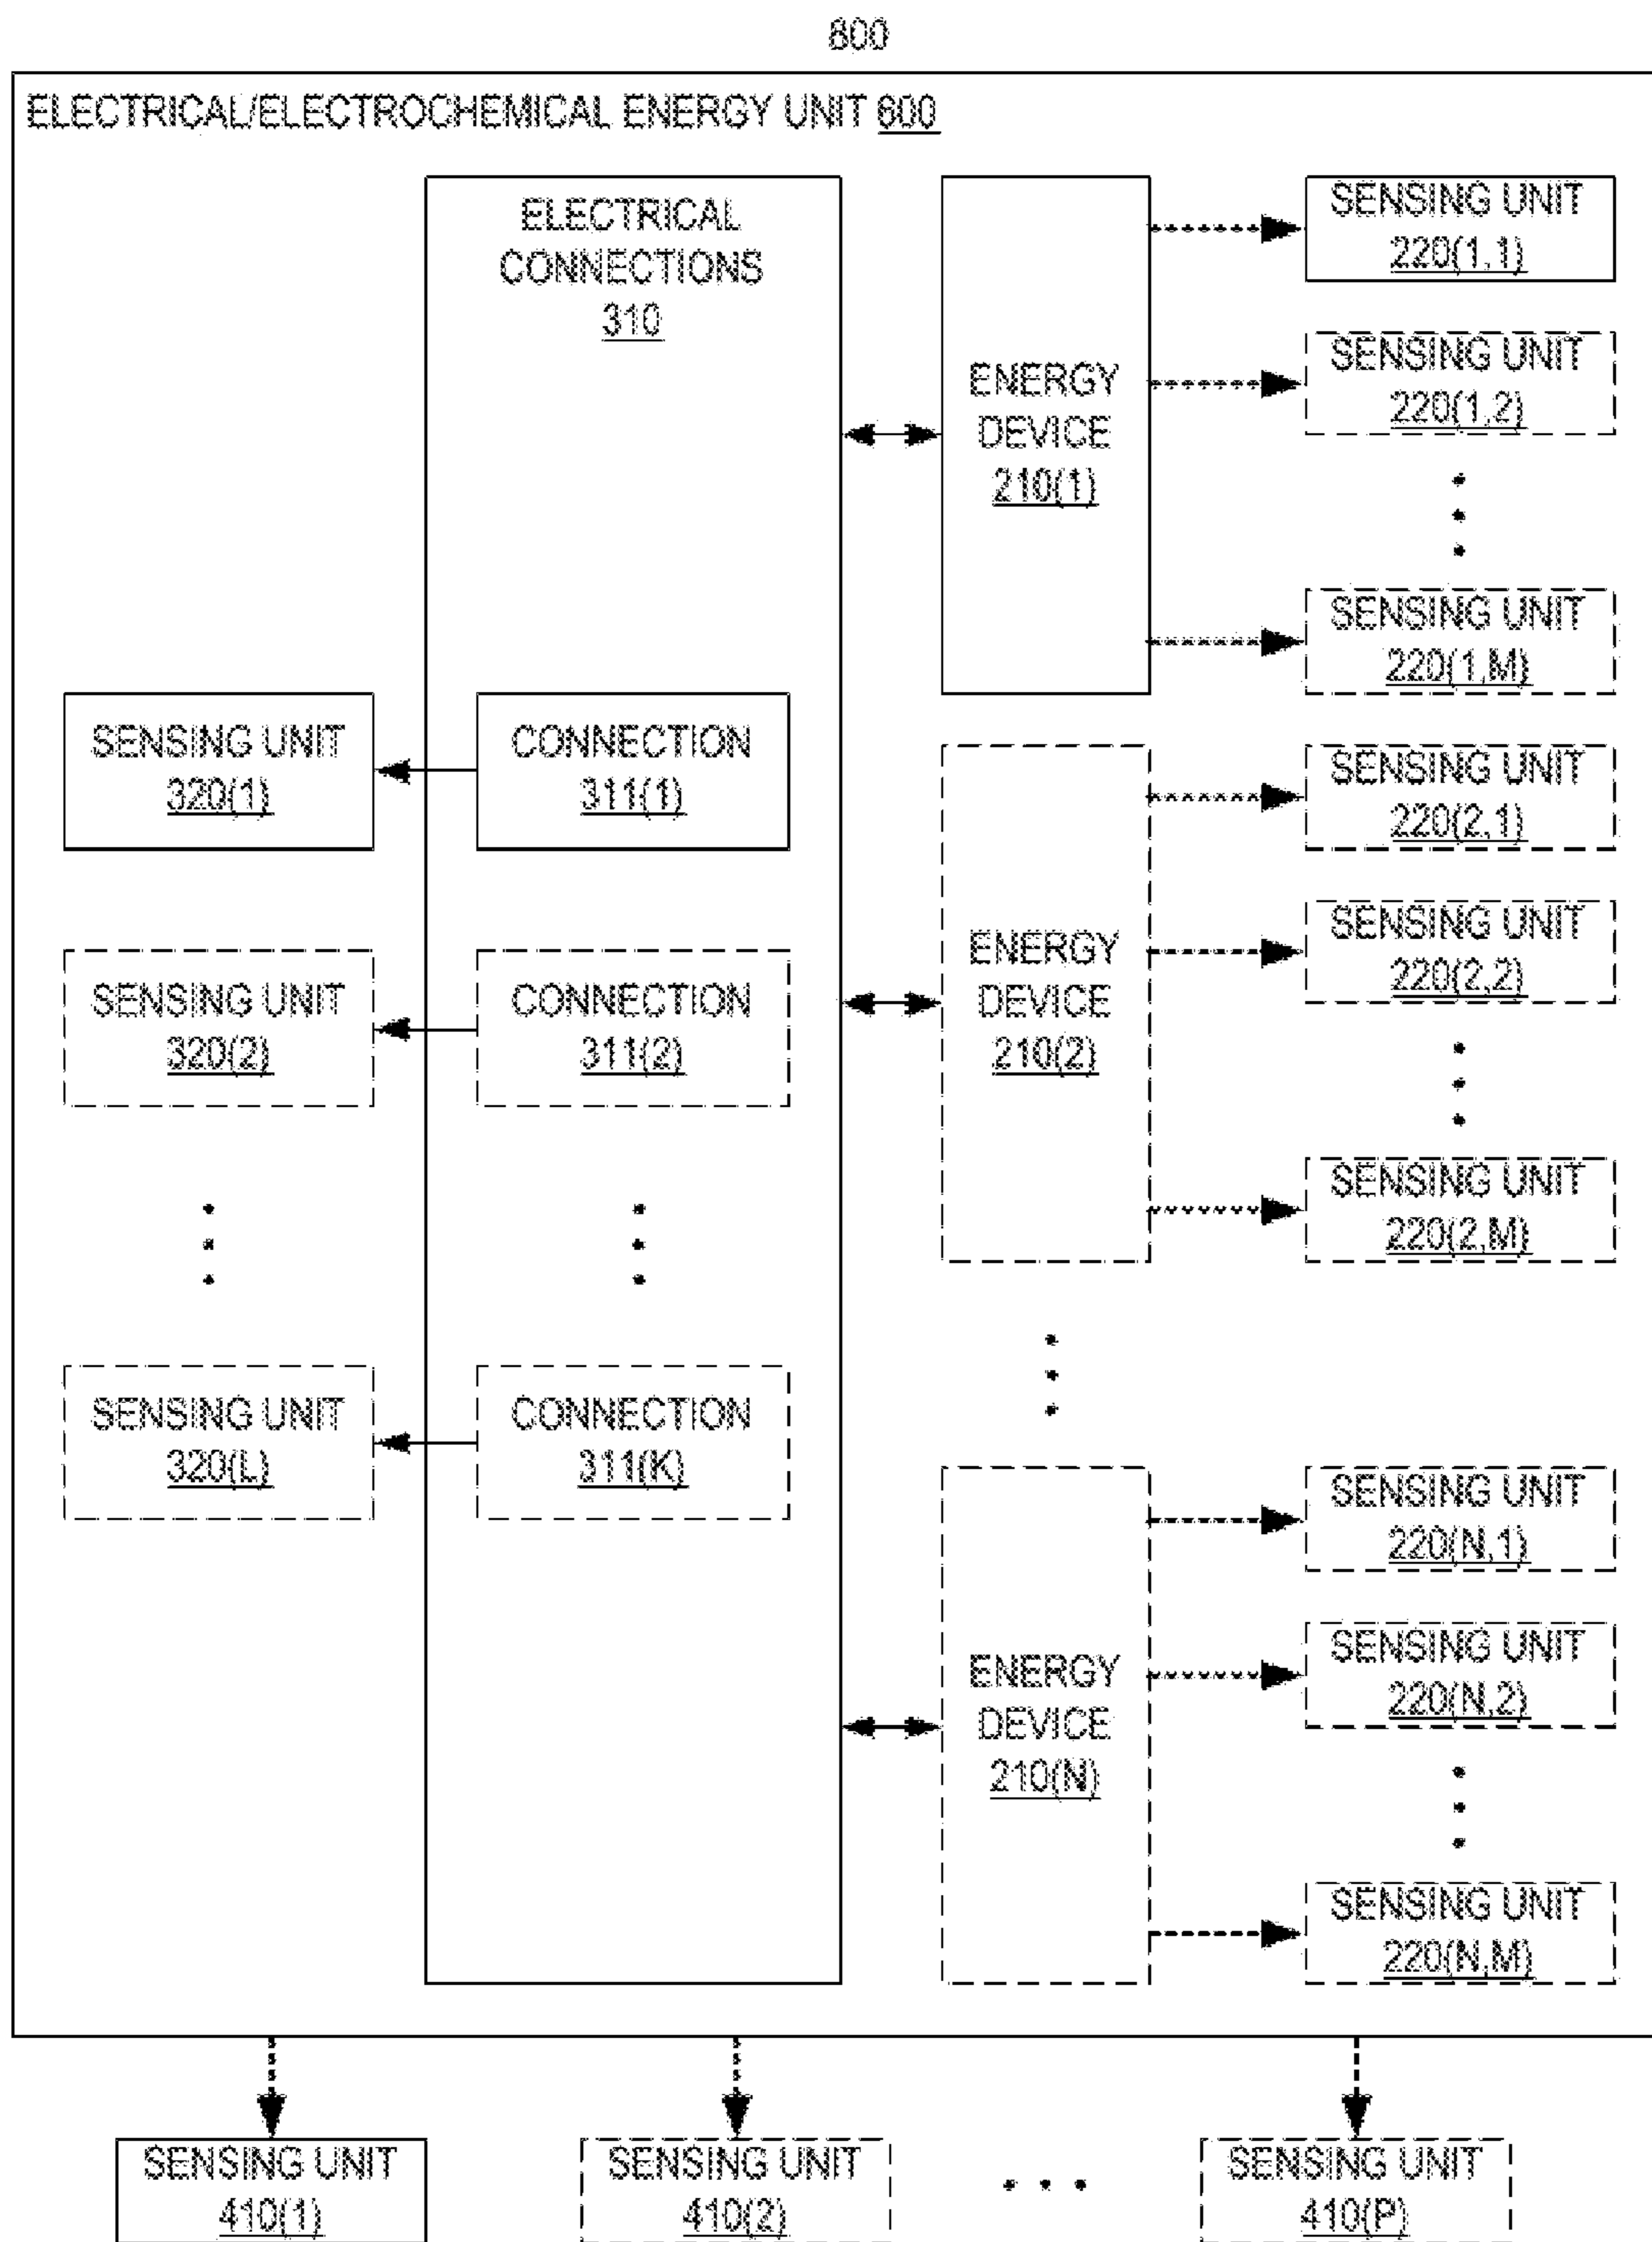 800
ELECTRICAL/ELECTROCHEMICAL ENERGY UNIT 600
ELECTRICAL
CONNECTIONS
310
SENSING UNIT
320(1)
CONNECTION
311(1)
SENSING UNIT
320(2)
CONNECTION
311(2)
SENSING UNIT
320(L)
CONNECTION
311(K)
ENERGY
DEVICE
210(1)
SENSING UNIT
220(1,1)
SENSING UNIT
220(1,2)
SENSING UNIT
220(1,M)
ENERGY
DEVICE
210(2)
SENSING UNIT
220(2,1)
SENSING UNIT
220(2,2)
SENSING UNIT
220(2,M)
ENERGY
DEVICE
210(N)
SENSING UNIT
220(N,1)
SENSING UNIT
220(N,2)
SENSING UNIT
220(N,M)
SENSING UNIT
410(1)
SENSING UNIT
410(2)
SENSING UNIT
410(P)